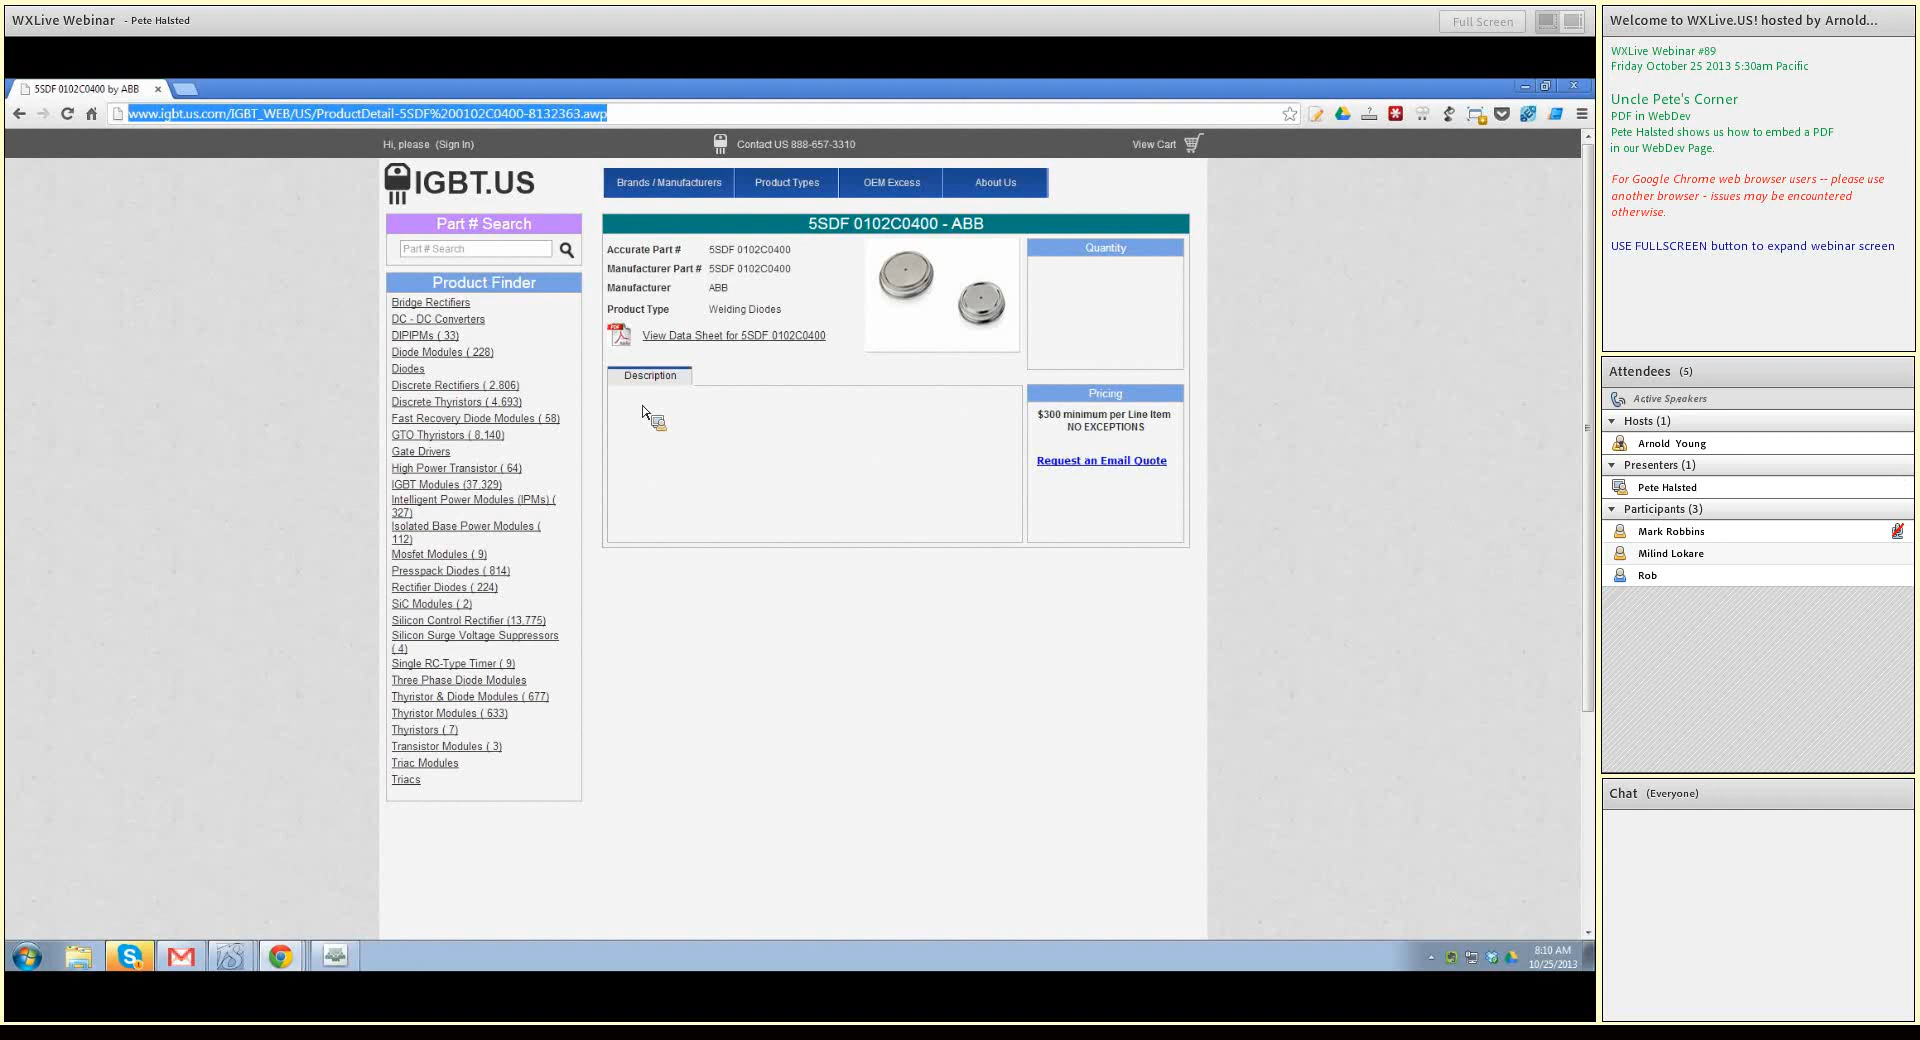 WXLive Webinar - Pete Halsted
Full Screen
5SDF 0102C0400 by ABB
www.igbt.us.com/IGBT_WEB/US/ProductDetail-5SDF%200102C0400-8132363.awp
Hi, please (Sign In)
Contact US 888-657-3310
View Cart
IGBT.US
Brands / Manufacturers
Product Types
OEM Excess
About Us
Part # Search
Part # Search
Product Finder
Bridge Rectifiers
DC - DC Converters
DIPIPMs ( 33)
Diode Modules ( 228)
Diodes
Discrete Rectifiers ( 2,806)
Discrete Thyristors ( 4,693)
Fast Recovery Diode Modules ( 58)
GTO Thyristors ( 8,140)
Gate Drivers
High Power Transistor ( 64)
IGBT Modules (37,329)
Intelligent Power Modules (IPMs) (
327)
Isolated Base Power Modules (
112)
Mosfet Modules ( 9)
Presspack Diodes ( 814)
Rectifier Diodes ( 224)
SiC Modules ( 2)
Silicon Control Rectifier (13,775)
Silicon Surge Voltage Suppressors
( 4)
Single RC-Type Timer ( 9)
Three Phase Diode Modules
Thyristor & Diode Modules ( 677)
Thyristor Modules ( 633)
Thyristors ( 7)
Transistor Modules ( 3)
Triac Modules
Triacs
5SDF 0102C0400 - ABB
Accurate Part # 5SDF 0102C0400
Manufacturer Part # 5SDF 0102C0400
Manufacturer ABB
Product Type Welding Diodes
View Data Sheet for 5SDF 0102C0400
Description
Quantity
Pricing
$300 minimum per Line Item
NO EXCEPTIONS
Request an Email Quote
8:10 AM
10/25/2013
Welcome to WXLive.US! hosted by Arnold...
WXLive Webinar #89
Friday October 25 2013 5:30am Pacific
Uncle Pete's Corner
PDF in WebDev
Pete Halsted shows us how to embed a PDF
in our WebDev Page.
For Google Chrome web browser users -- please use
another browser - issues may be encountered
otherwise.
USE FULLSCREEN button to expand webinar screen
Attendees (5)
Active Speakers
Hosts (1)
Arnold Young
Presenters (1)
Pete Halsted
Participants (3)
Mark Robbins
Milind Lokare
Rob
Chat (Everyone)